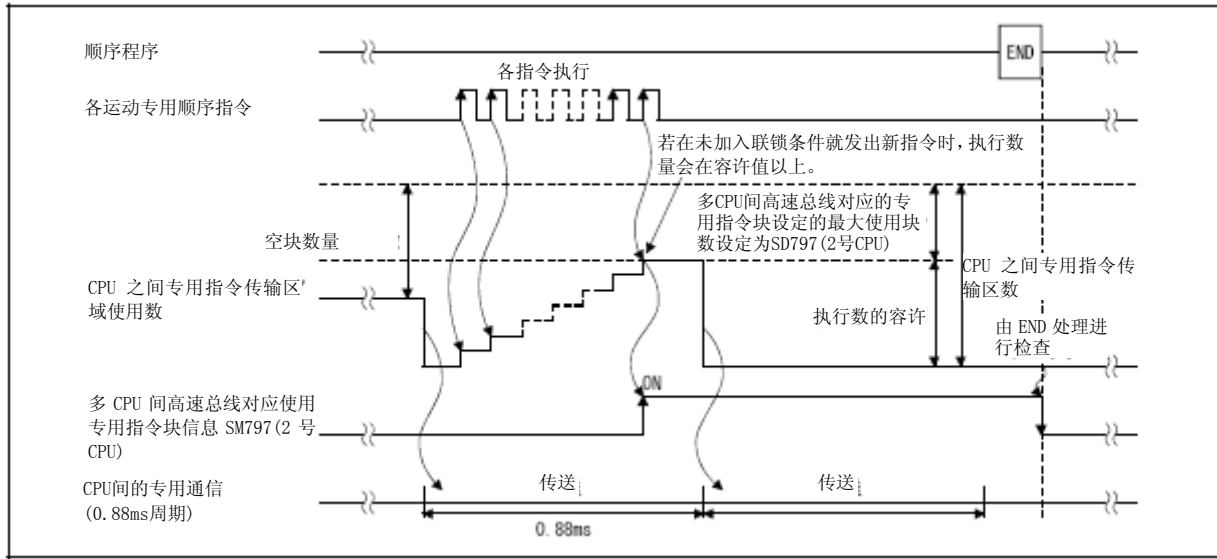 顺序程序
END
各指令执行
各运动专用顺序指令
若在未加入联锁条件就发出新指令时,执行数
量会在容许值以上。
多CPU间高速总线对应的专
用指令块设定的最大使用块
数设定为SD797(2号CPU)
空块数量
CPU 之间专用指令传输区
域使用数
CPU 之间专用指令传
输区数
执行数的容许
由 END 处理进
行检查
ON
多 CPU 间高速总线对应使用
专用指令块信息 SM797(2 号
CPU)
CPU间的专用通信
(0.88ms周期)
传送
传送
0.88ms